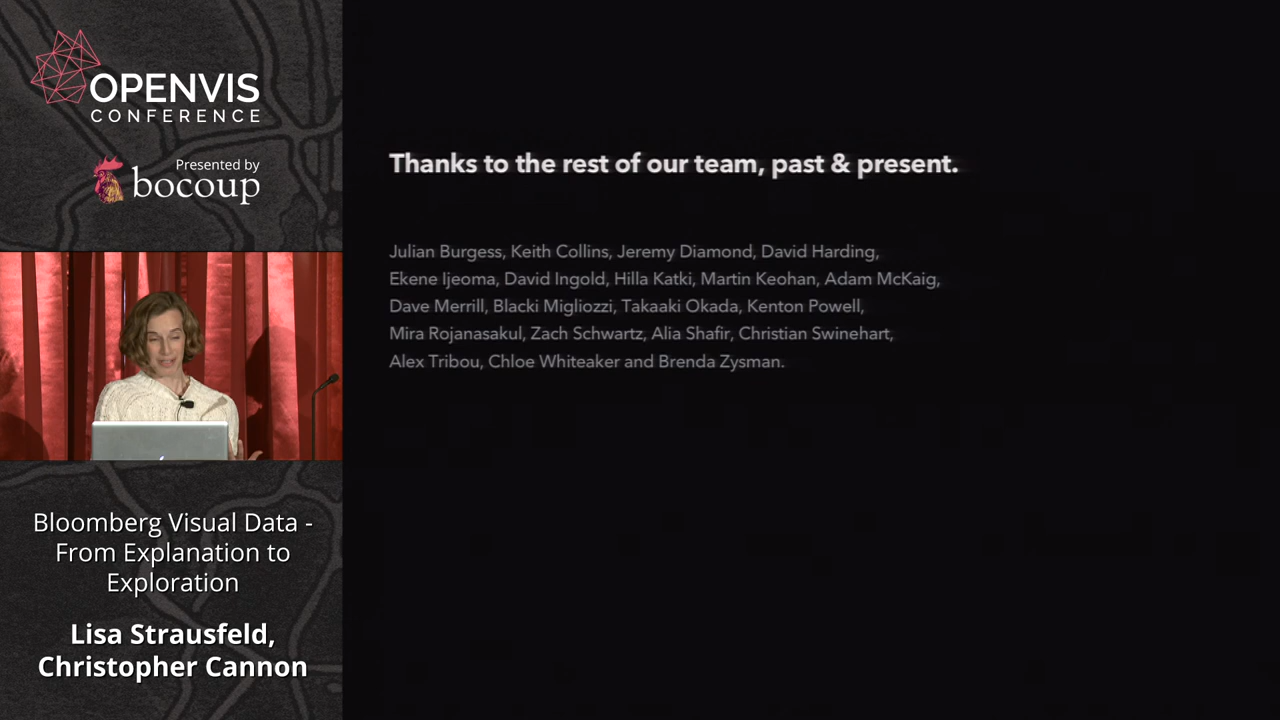 OPENVIS
CONFERENCE
Presented by
bocoup
Bloomberg Visual Data -
From Explanation to
Exploration
Lisa Strausfeld,
Christopher Cannon
Thanks to the rest of our team, past & present.
Julian Burgess, Keith Collins, Jeremy Diamond, David Harding,
Ekene Ijeoma, David Ingold, Hilla Katki, Martin Keohan, Adam McKaig,
Dave Merrill, Blacki Migliozzi, Takaaki Okada, Kenton Powell,
Mira Rojanasakul, Zach Schwartz, Alia Shafir, Christian Swinehart,
Alex Tribou, Chloe Whiteaker and Brenda Zysman.